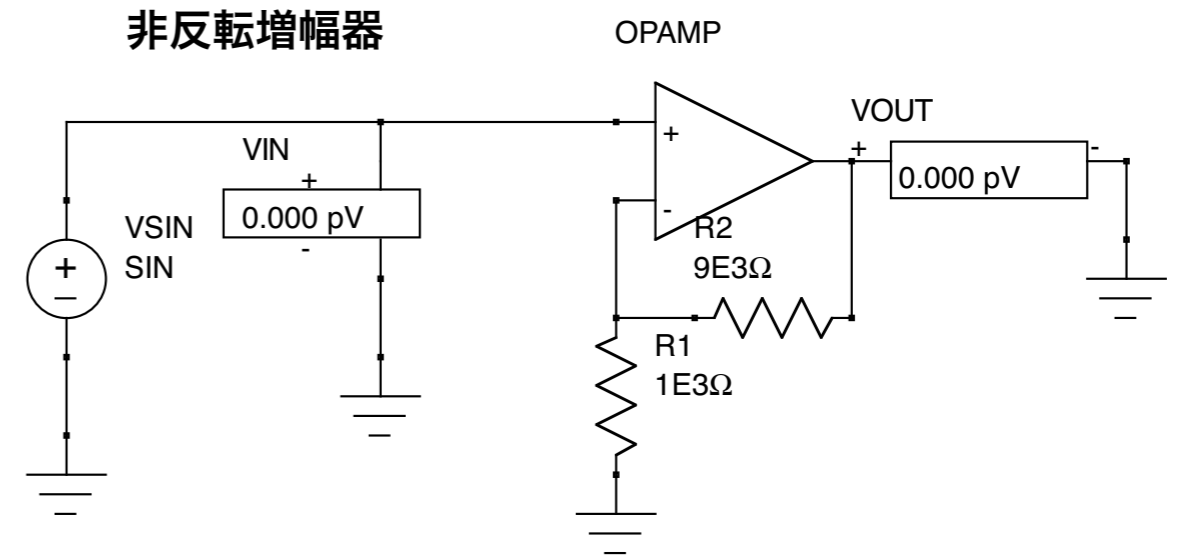 非反転増幅器
OPAMP
VOUT
+
-
0.000 pV
VIN
+
0.000 pV
-
VSIN
SIN
+
−
+
-
R2
9E3Ω
R1
1E3Ω